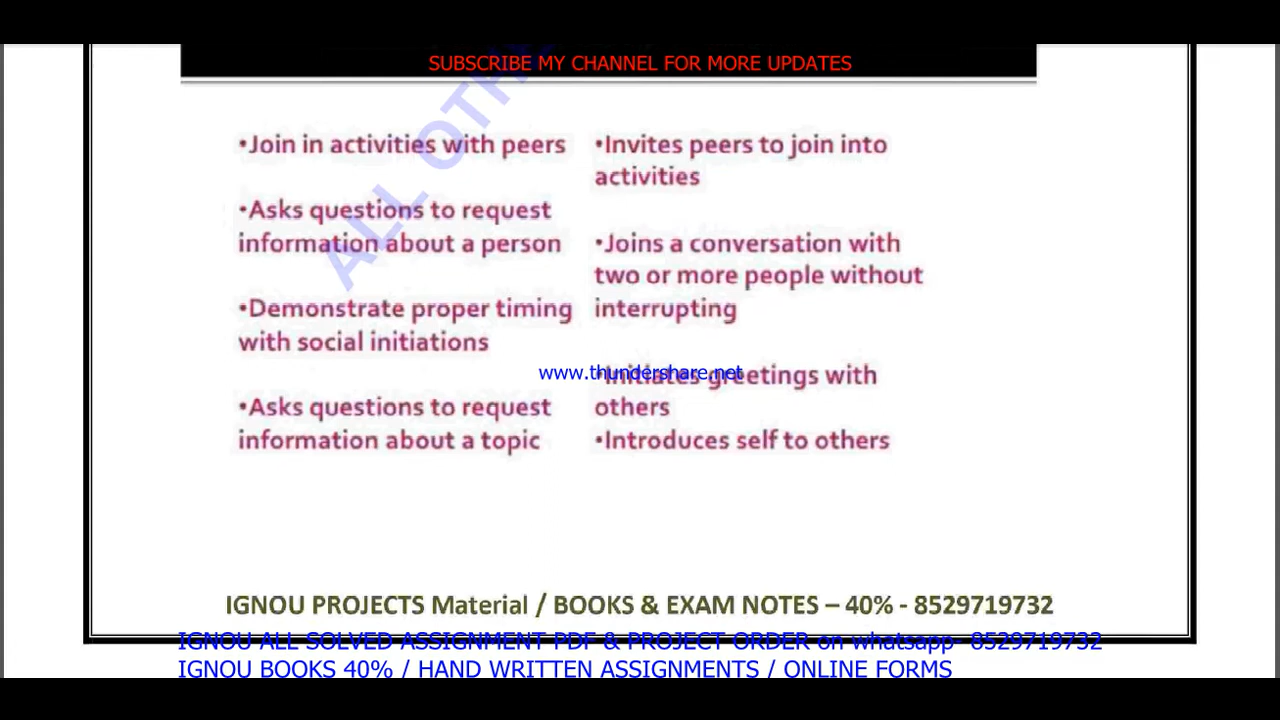 SUBSCRIBE MY CHANNEL FOR MORE UPDATES
ALL OTHE
•Join in activities with peers
•Asks questions to request
information about a person
•Demonstrate proper timing
with social initiations
•Asks questions to request
information about a topic
•Invites peers to join into
activities
•Joins a conversation with
two or more people without
interrupting
•Initiates greetings with
others
•Introduces self to others
www.thundershare.net
IGNOU PROJECTS Material / BOOKS & EXAM NOTES – 40% - 8529719732
IGNOU ALL SOLVED ASSIGNMENT PDF & PROJECT ORDER on whatsapp- 8529719732
IGNOU BOOKS 40% / HAND WRITTEN ASSIGNMENTS / ONLINE FORMS